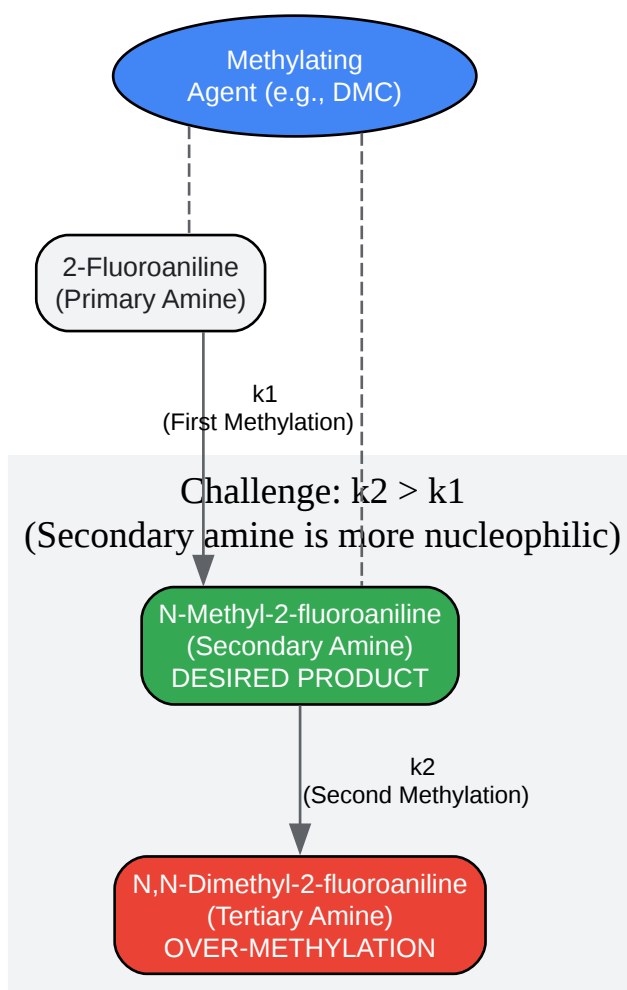 Methylating
Agent (e.g., DMC)
2-Fluoroaniline
(Primary Amine)
k1
(First Methylation)
Challenge: k2 > k1
(Secondary amine is more nucleophilic)
N-Methyl-2-fluoroaniline
(Secondary Amine)
DESIRED PRODUCT
k2
(Second Methylation)
N,N-Dimethyl-2-fluoroaniline
(Tertiary Amine)
OVER-METHYLATION